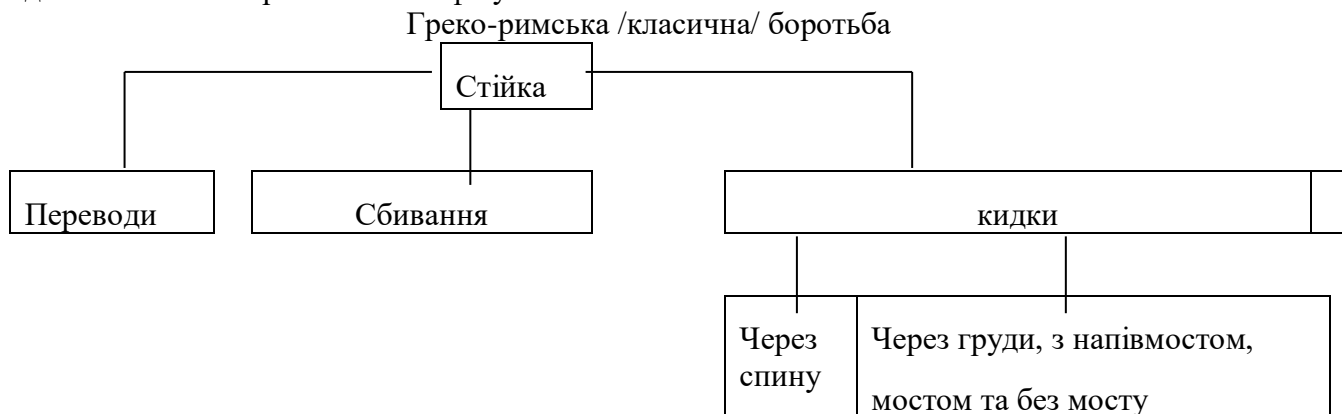 Греко-римська /класична/ боротьба
Стійка
Переводи
Сбивання
кидки
Через
спину
Через груди, з напівмостом,
мостом та без мосту